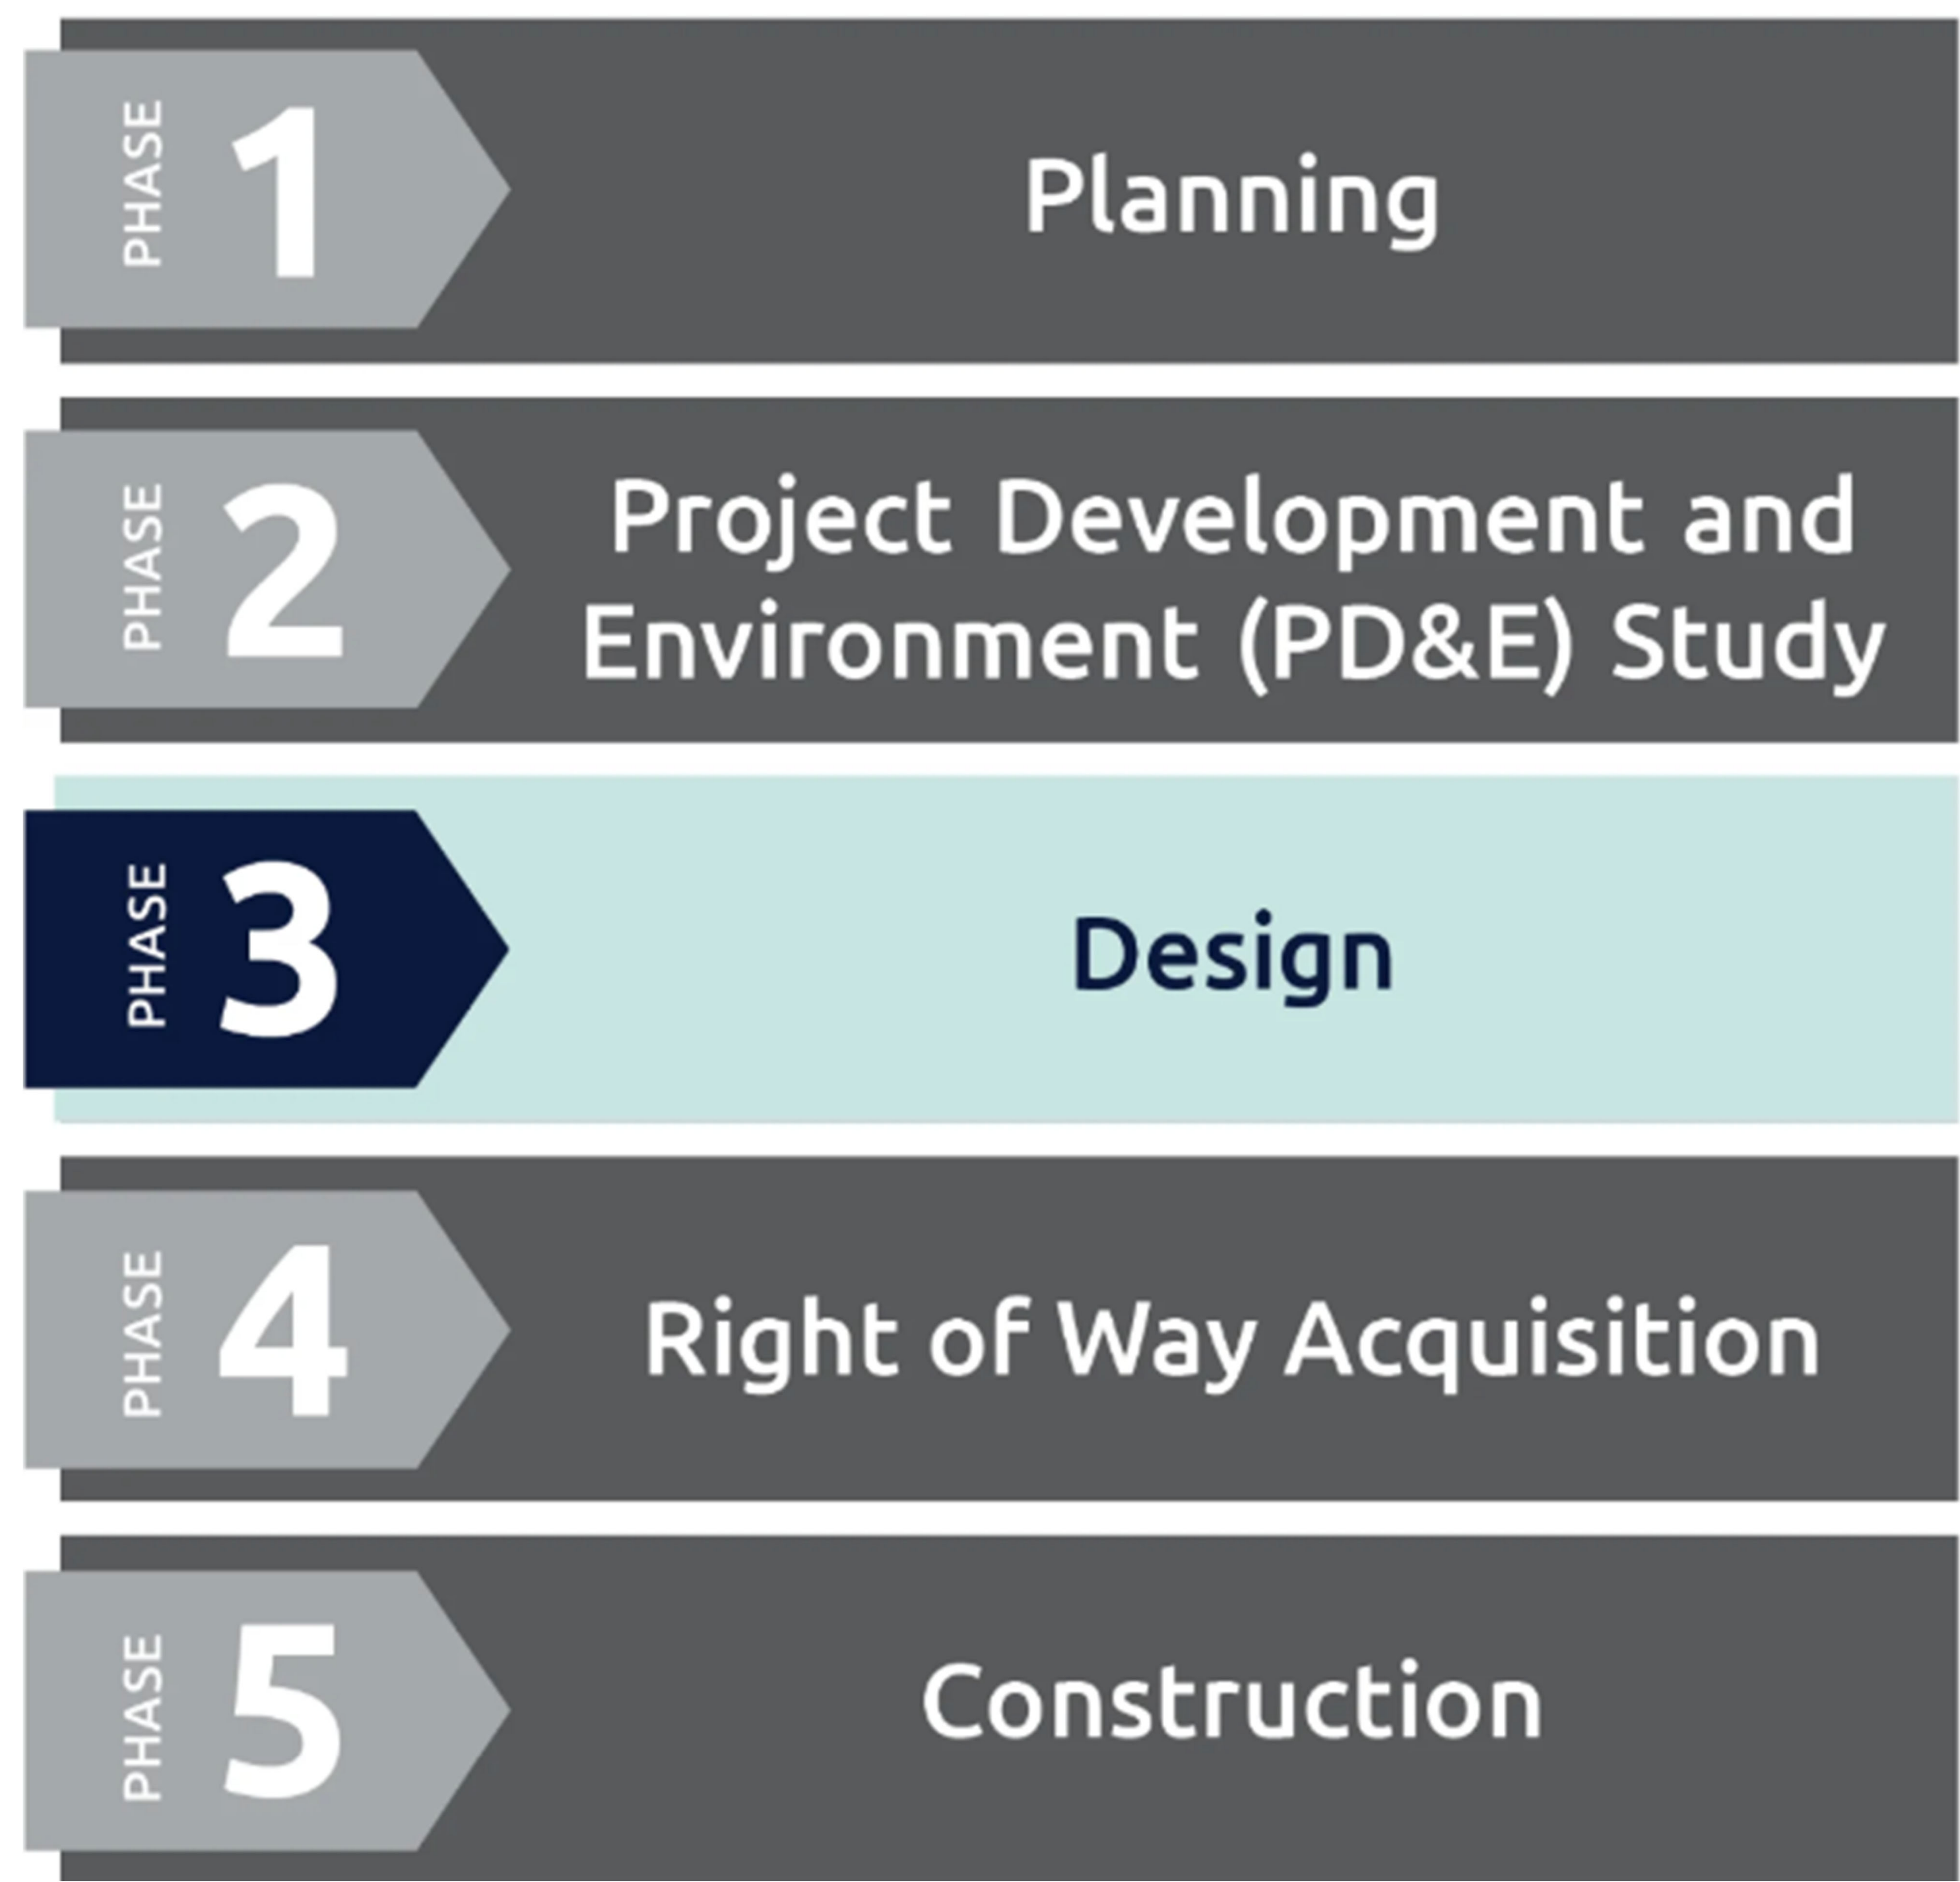 PHASE 1
Planning
PHASE 2
Project Development and
Environment (PD&E) Study
PHASE 3
Design
PHASE 4
Right of Way Acquisition
PHASE 5
Construction